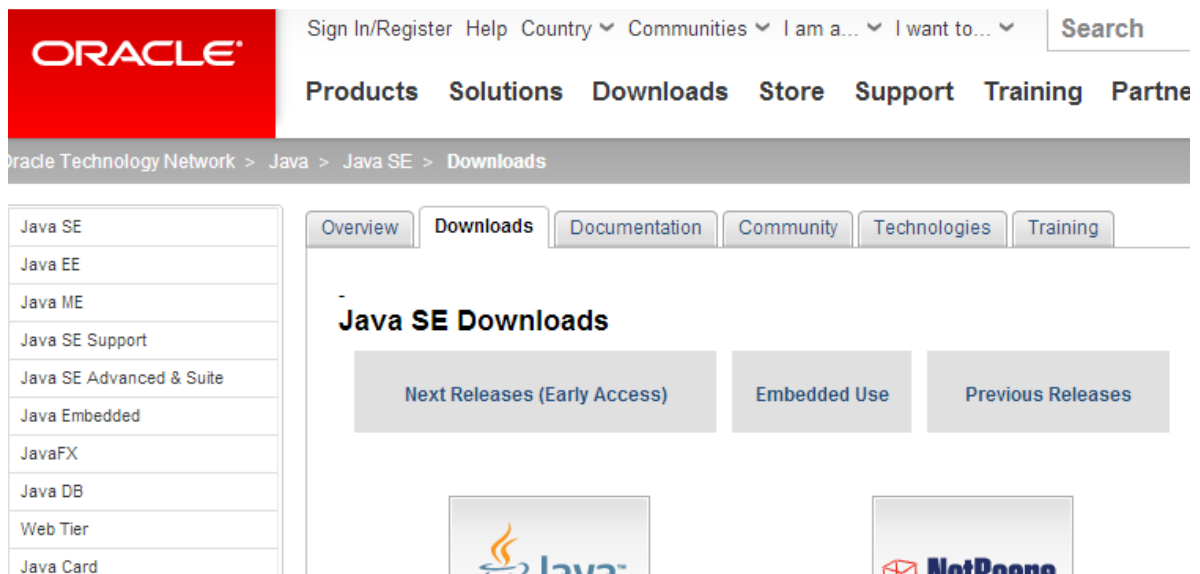 ORACLE
Sign In/Register Help Country Communities I am a... I want to... Search
Products Solutions Downloads Store Support Training Partne
Oracle Technology Network > Java > Java SE > Downloads
Java SE
Java EE
Java ME
Java SE Support
Java SE Advanced & Suite
Java Embedded
JavaFX
Java DB
Web Tier
Java Card
Overview Downloads Documentation Community Technologies Training
-
Java SE Downloads
Next Releases (Early Access) Embedded Use Previous Releases
Java™ NetBeans